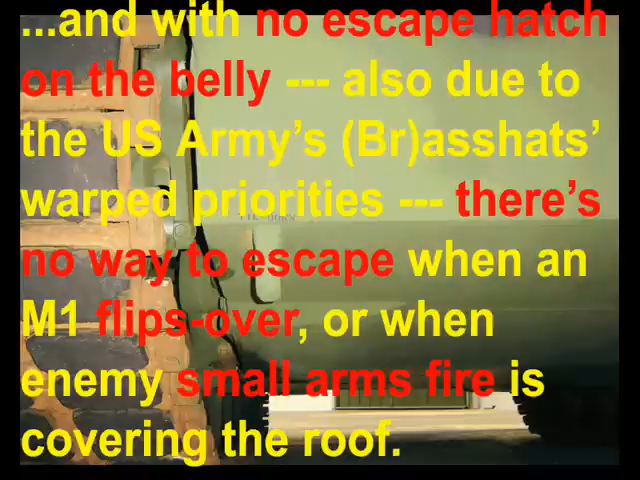 ...and with no escape hatch
on the belly --- also due to
the US Army’s (Br)asshats’
warped priorities --- there’s
no way to escape when an
M1 flips-over, or when
enemy small arms fire is
covering the roof.